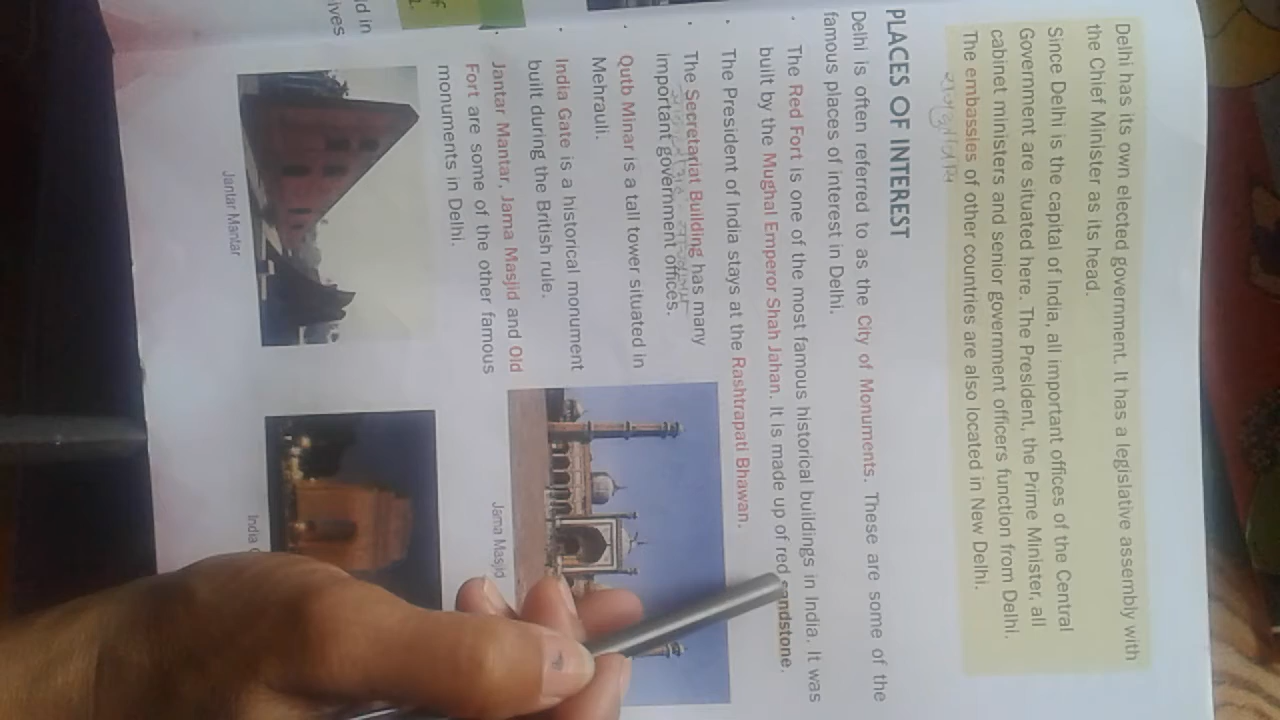 Delhi has its own elected government. It has a legislative assembly with
the Chief Minister as its head.
Since Delhi is the capital of India, all important offices of the Central
Government are situated here. The President, the Prime Minister, all
cabinet ministers and senior government officers function from Delhi.
The embassies of other countries are also located in New Delhi.
PLACES OF INTEREST
Delhi is often referred to as the City of Monuments. These are some of the
famous places of interest in Delhi.
• The Red Fort is one of the most famous historical buildings in India. It was
built by the Mughal Emperor Shah Jahan. It is made up of red sandstone.
• The President of India stays at the Rashtrapati Bhawan.
• The Secretariat Building has many
important government offices.
• Qutb Minar is a tall tower situated in
Mehrauli.
• India Gate is a historical monument
built during the British rule.
• Jantar Mantar, Jama Masjid and Old
Fort are some of the other famous
monuments in Delhi.
Jama Masjid
Jantar Mantar
India